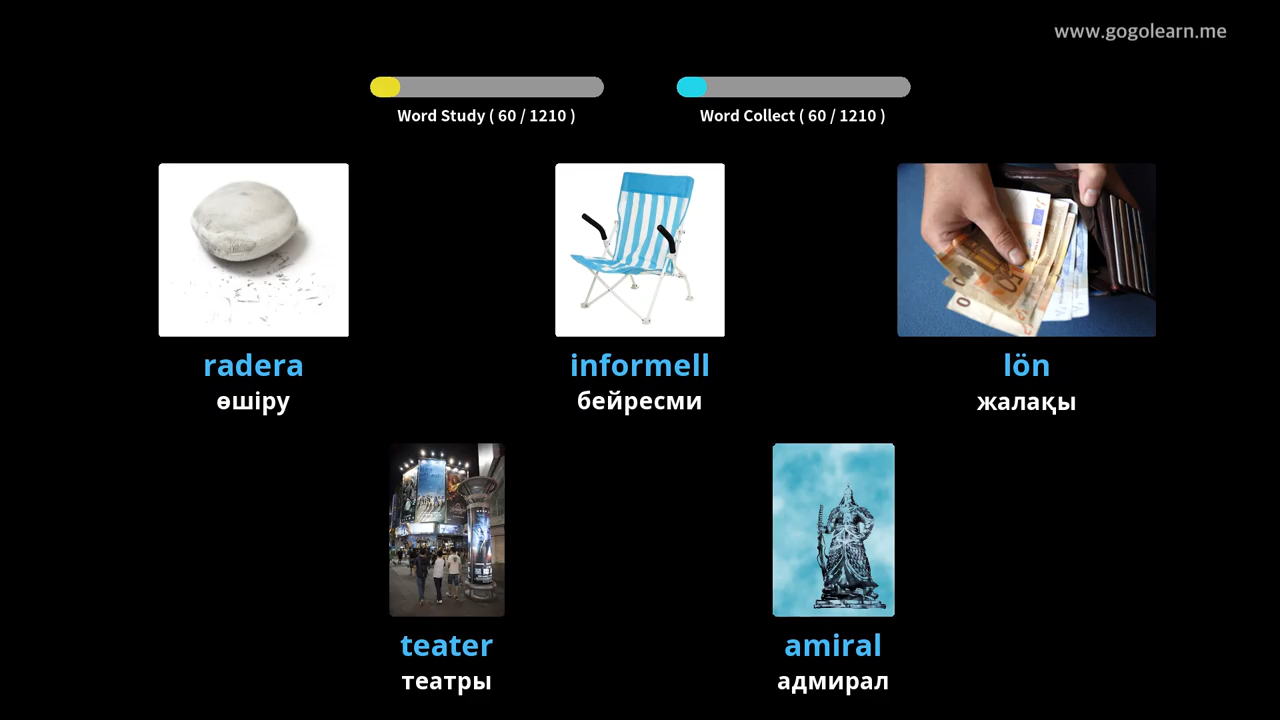 www.gogolearn.me
Word Study ( 60 / 1210 )
Word Collect ( 60 / 1210 )
radera
өшіру
informell
бейресми
lön
жалақы
teater
театры
amiral
адмирал